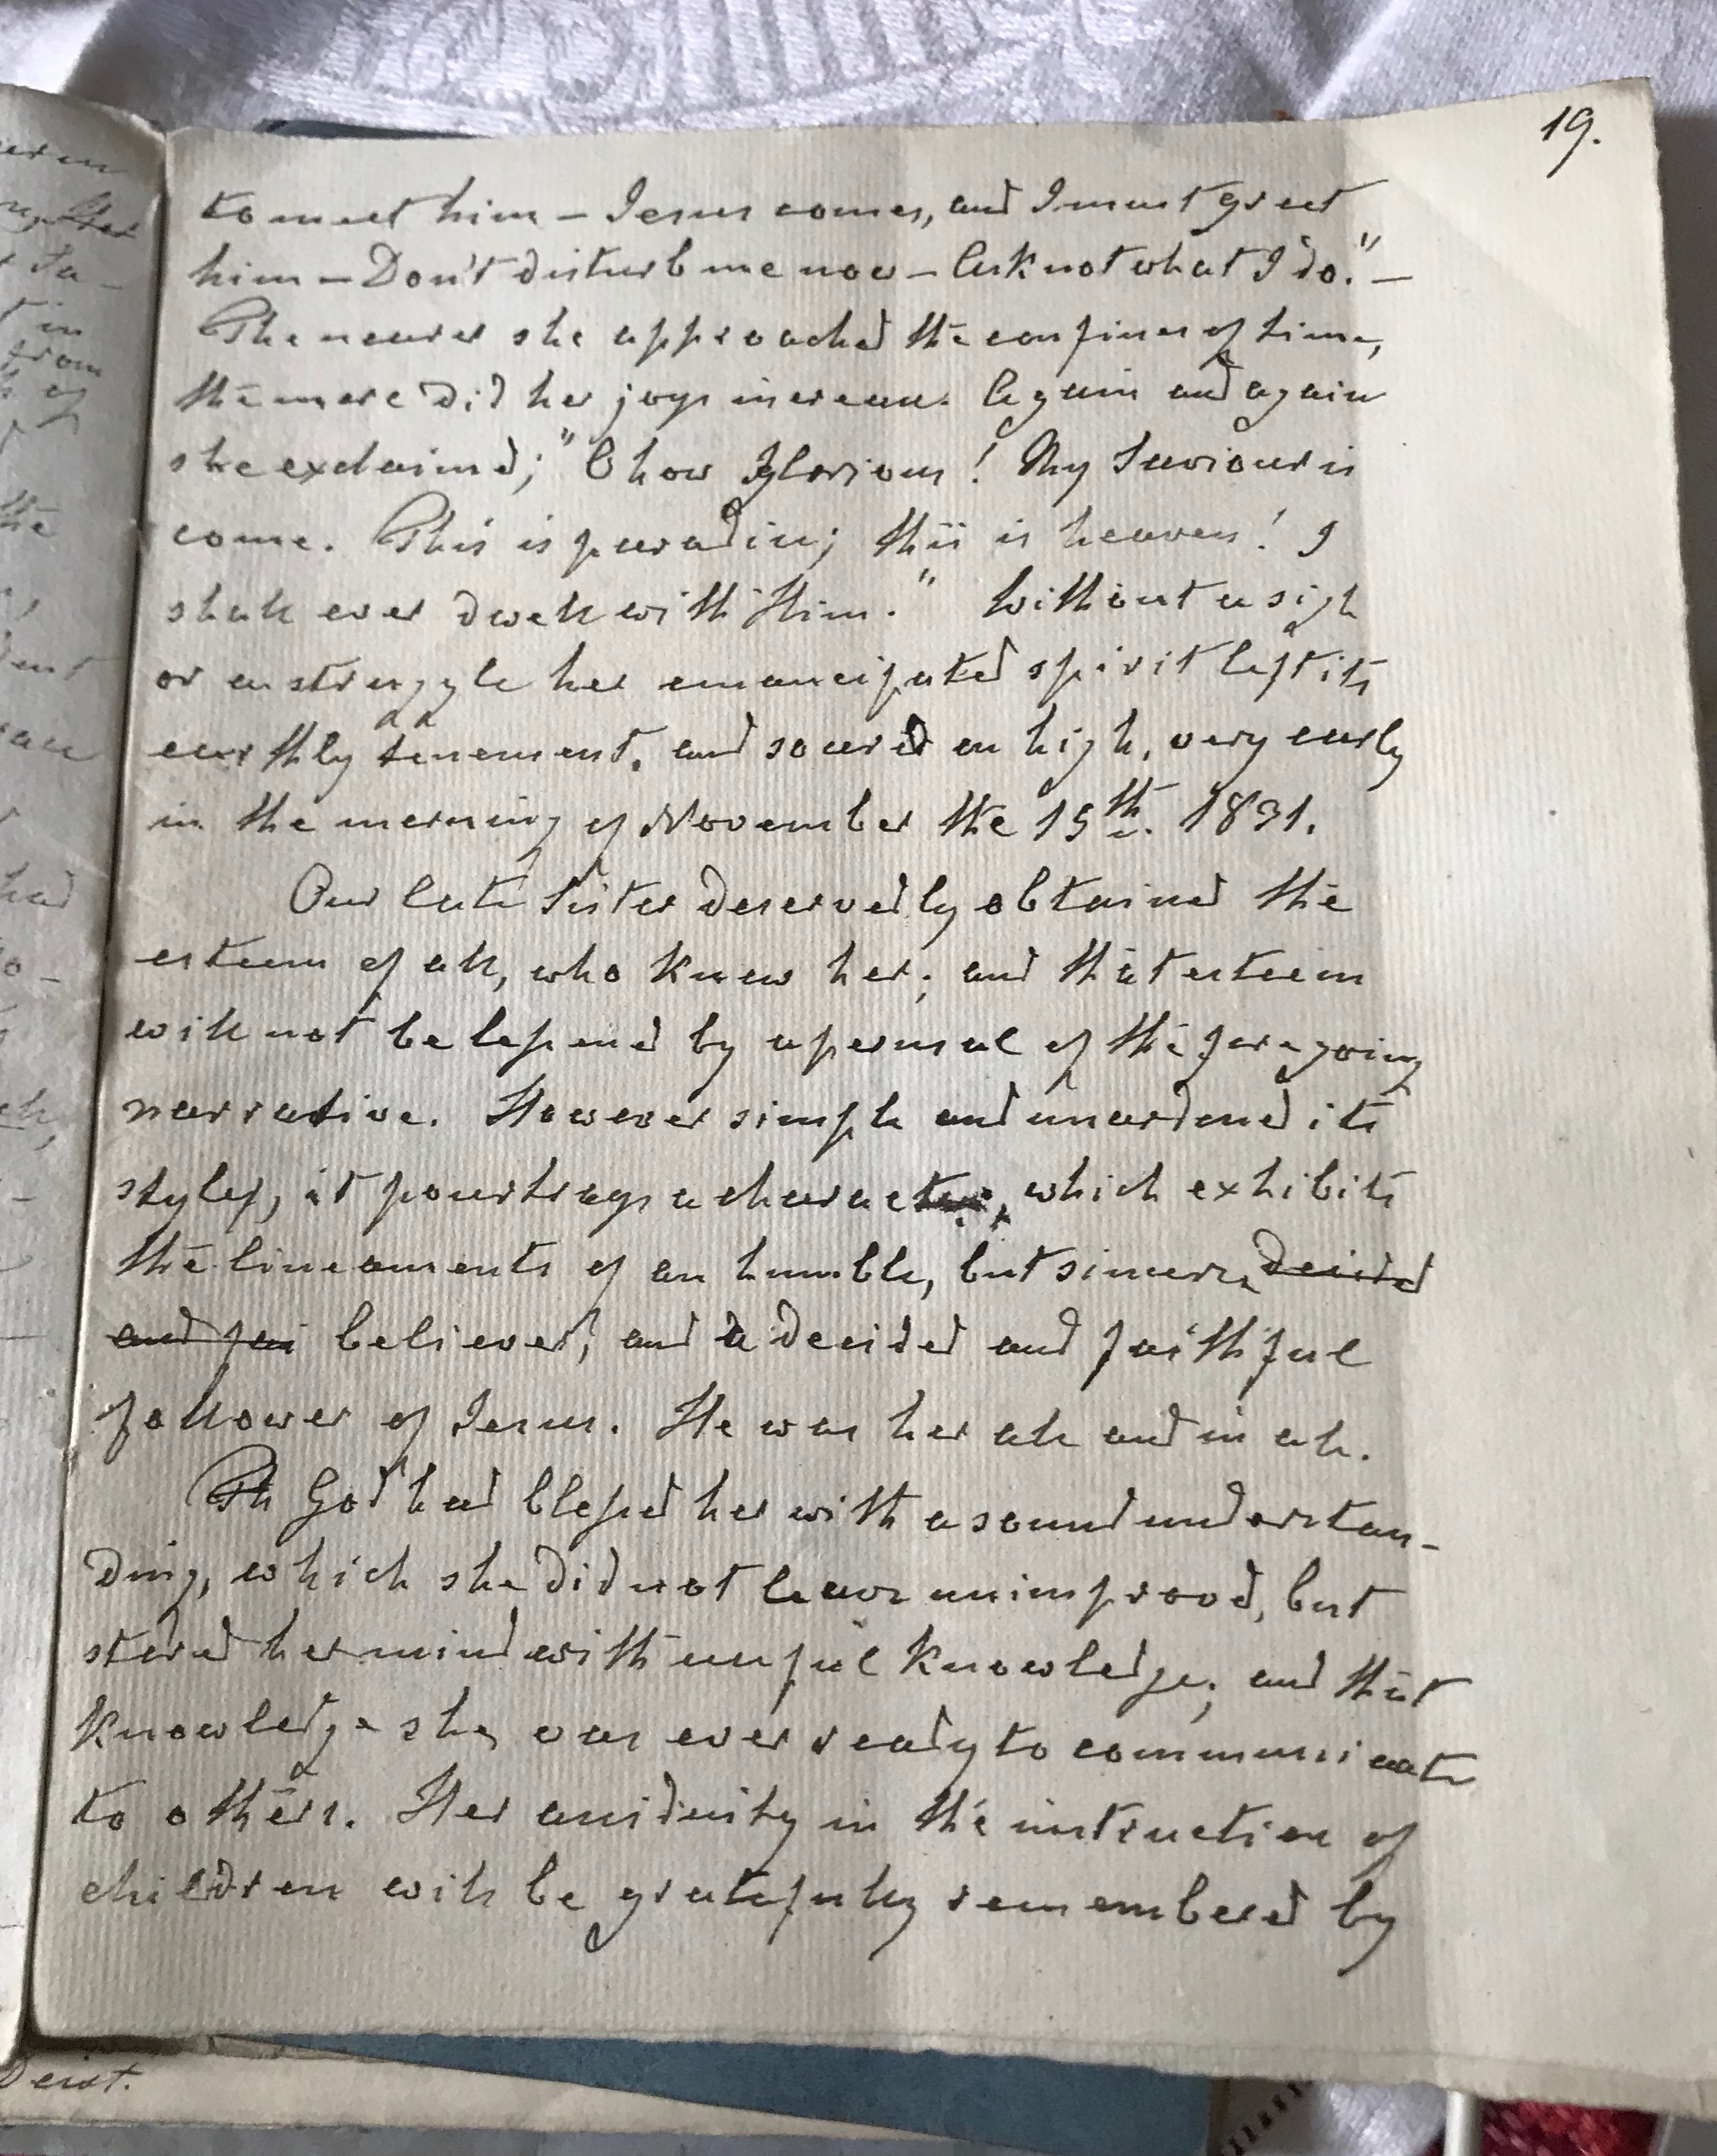 19.
to meet him – Jesus comes, and I must greet
him – Don't disturb me now – Ask not what I do." –
The nearer she approached the confines of time,
the more did her joys increase. Again and again
she exclaimed; "O how glorious! My Saviour is
come. This is paradise; this is heaven! I
shall ever dwell with Him." Without a sigh
or a struggle her emancipated spirit left its
earthly tenement, and soared on high, very early
in the morning of November the 15th. 1831.
Our late Sister deservedly obtained the
esteem of all, who knew her; and that esteem
will not be lessened by a perusal of the foregoing
narrative. However simple and unadorned its
style, it pourtrays a character, which exhibits
the lineaments of an humble, but sincere decided
and fai believer, and a decided and faithful
follower of Jesus. He was her all and in all.
Th God had blessed her with a sound understan-
ding, which she did not leave unimproved, but
stored her mind with useful knowledge; and that
knowledge she was ever ready to communicate
to others. Her assiduity in the instruction of
children will be gratefully remembered by
the
from
had